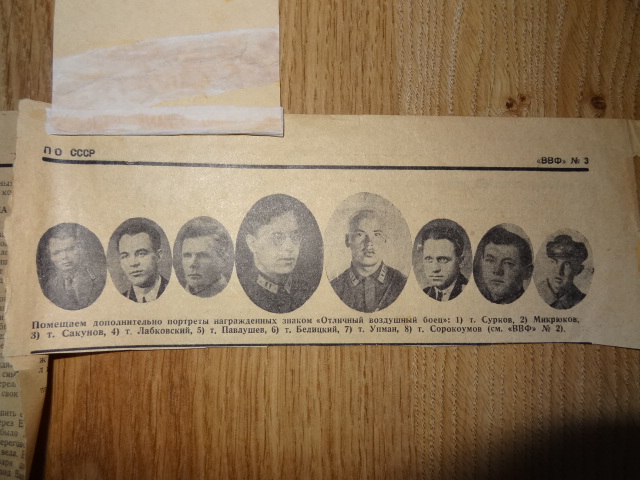 ПО СССР
«ВВФ» № 3
Помещаем дополнительно портреты награжденных знаком «Отличный воздушный боец»: 1) т. Сурков, 2) Микрюков,
3) т. Сакунов, 4) т. Лабковский, 5) т. Павлушев, 6) т. Бедицкий, 7) т. Упман, 8) т. Сорокоумов (см. «ВВФ» № 2).